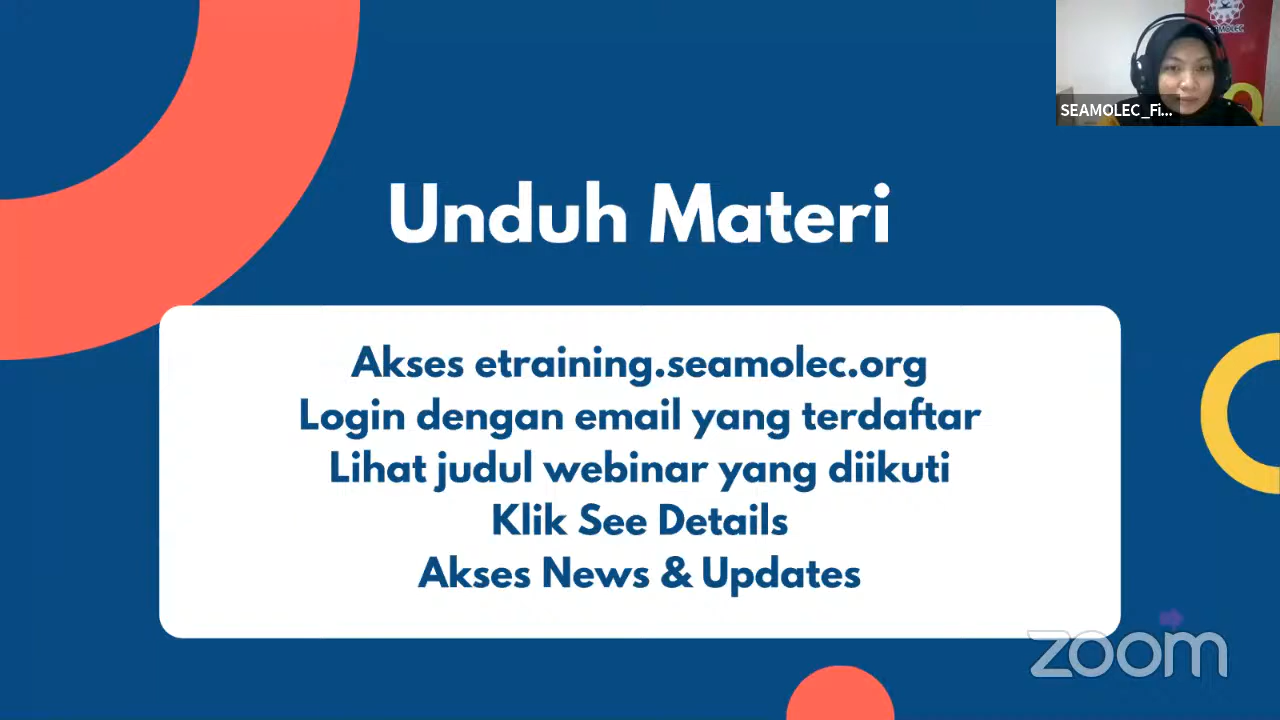 SEAMOLEC_Fi...
Unduh Materi
Akses etraining.seamolec.org
Login dengan email yang terdaftar
Lihat judul webinar yang diikuti
Klik See Details
Akses News & Updates
zoom